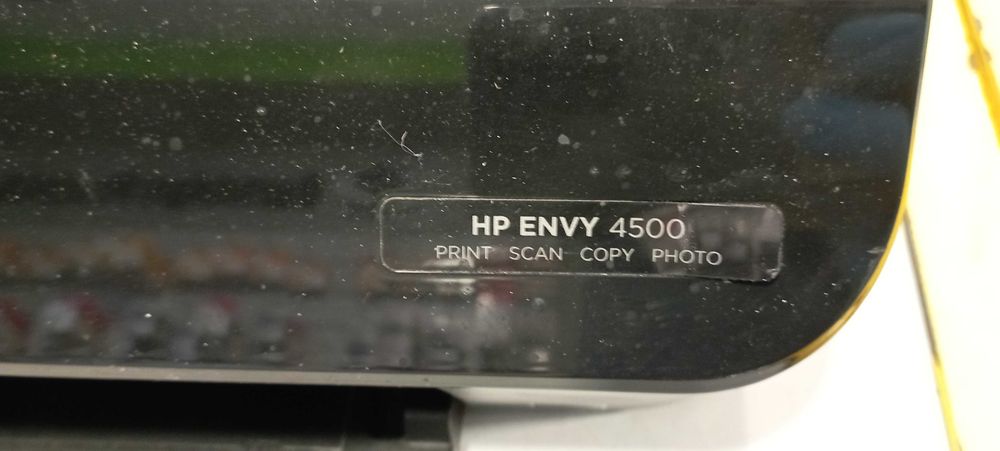 HP ENVY 4500
PRINT SCAN COPY PHOTO